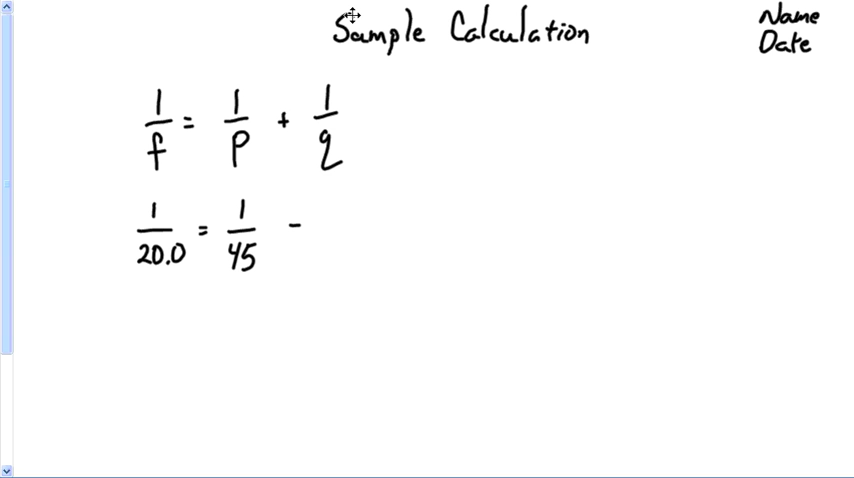 Sample Calculation
Name
Date
1/f = 1/p + 1/q
1/20.0 = 1/45 -